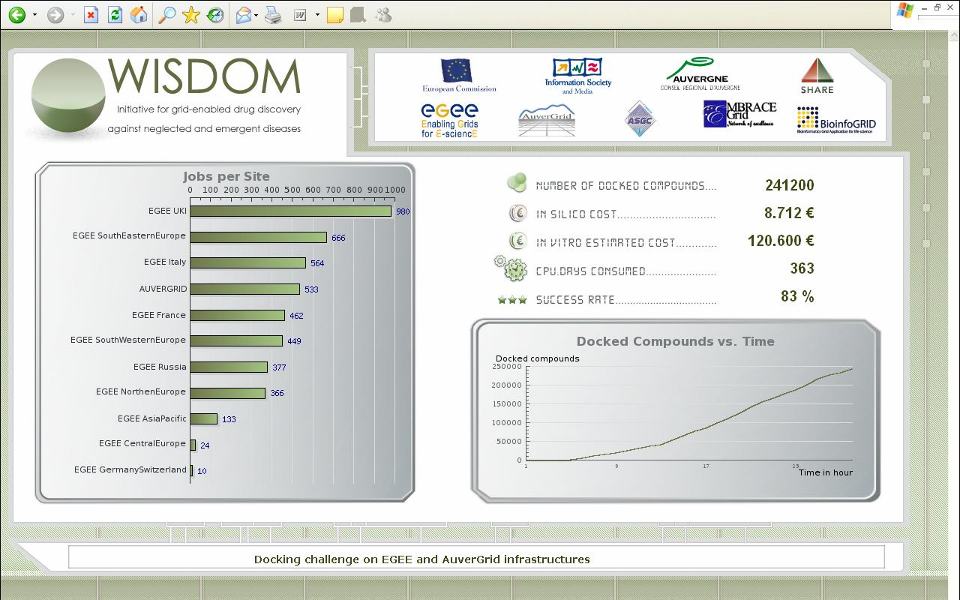 WISDOM
Initiative for grid-enabled drug discovery
against neglected and emergent diseases
European Commission
Information Society
and Media
AUVERGNE
CONSEIL REGIONAL D'AUVERGNE
SHARE
eGee
Enabling Grids
for E-sciencE
AuverGrid
ASGC
EMBRACE
Grid
Network of excellence
BioinfoGRID
Bioinformatics Grid Application for life science
Jobs per Site
0 100 200 300 400 500 600 700 800 900 1000
EGEE UKI 980
EGEE SouthEasternEurope 666
EGEE Italy 564
AUVERGRID 533
EGEE France 462
EGEE SouthWesternEurope 449
EGEE Russia 377
EGEE NorthenEurope 366
EGEE AsiaPacific 133
EGEE CentralEurope 24
EGEE GermanySwitzerland 10
NUMBER OF DOCKED COMPOUNDS.... 241200
IN SILICO COST............................ 8.712 €
IN VITRO ESTIMATED COST............ 120.600 €
CPU.DAYS CONSUMED.................... 363
SUCCESS RATE............................. 83 %
Docked Compounds vs. Time
Docked compounds
250000
200000
150000
100000
50000
0
1 9 17 25
Time in hour
Docking challenge on EGEE and AuverGrid infrastructures